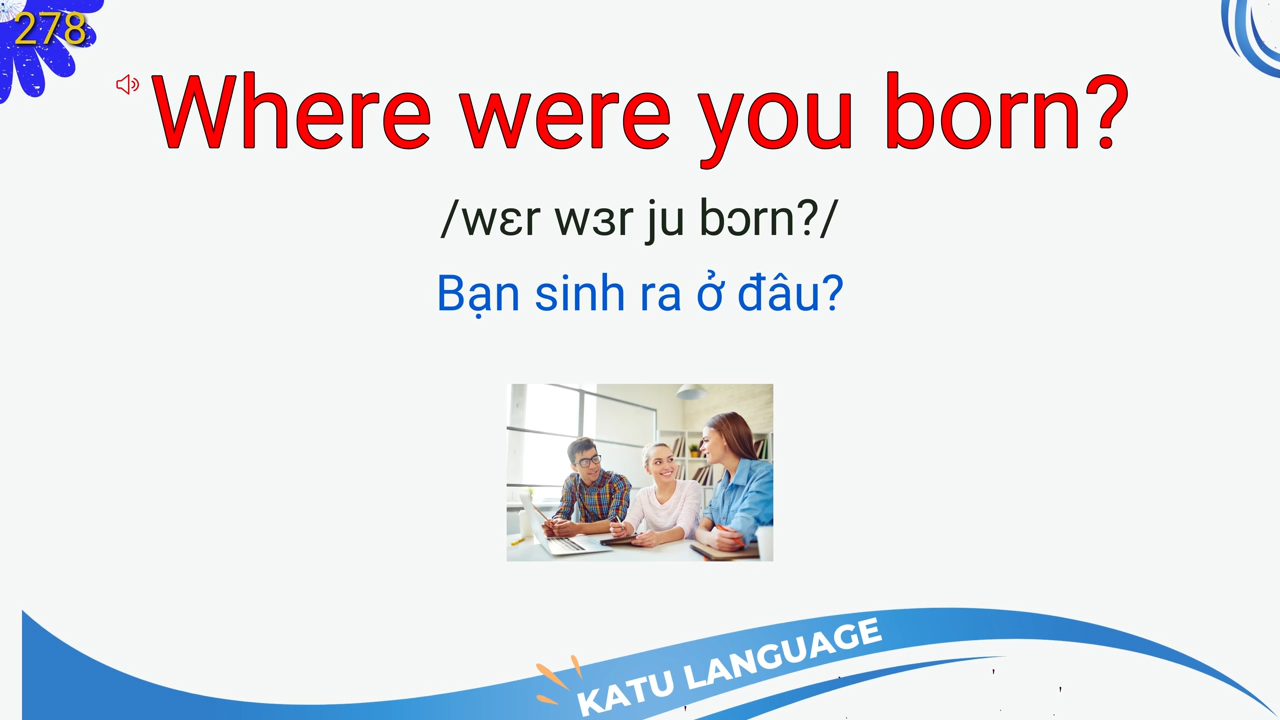 278
Where were you born?
/wɛr wɜr ju bɔrn?/
Bạn sinh ra ở đâu?
KATU LANGUAGE